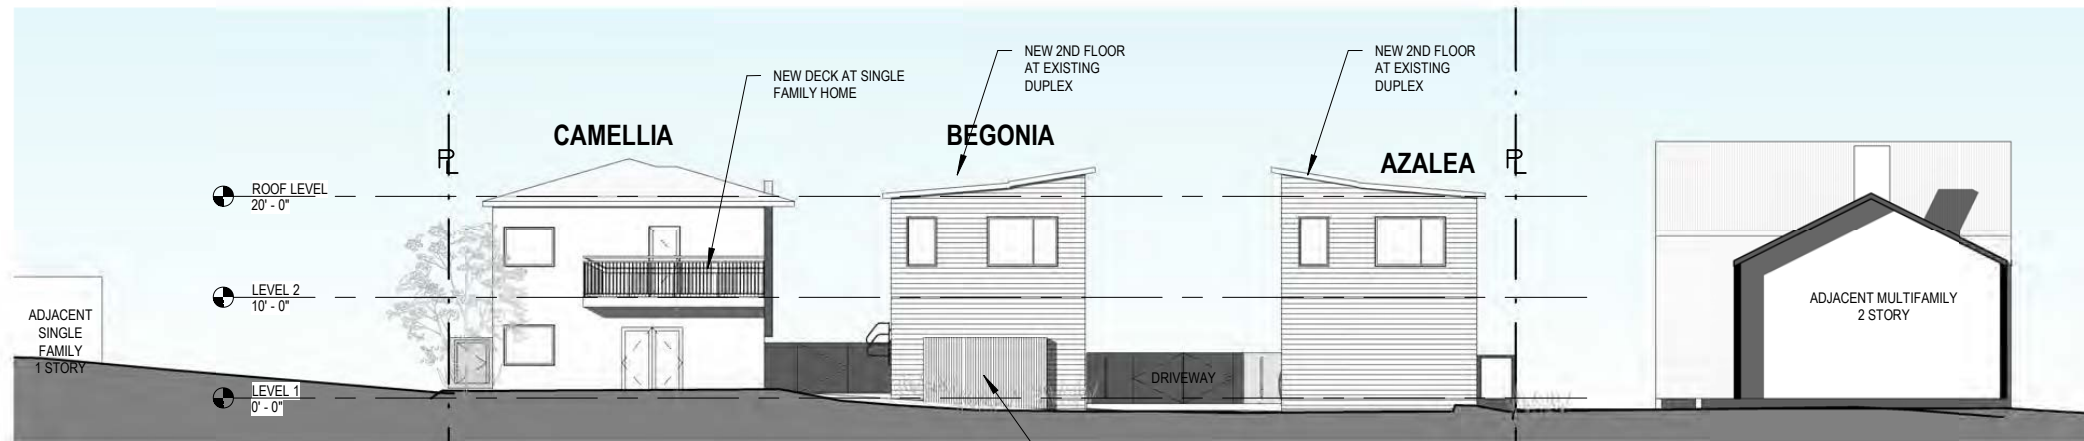 NEW DECK AT SINGLE
FAMILY HOME
NEW 2ND FLOOR
AT EXISTING
DUPLEX
NEW 2ND FLOOR
AT EXISTING
DUPLEX
CAMELLIA
BEGONIA
AZALEA
PL
PL
ROOF LEVEL
20' - 0"
LEVEL 2
10' - 0"
LEVEL 1
0' - 0"
ADJACENT
SINGLE
FAMILY
1 STORY
DRIVEWAY
ADJACENT MULTIFAMILY
2 STORY